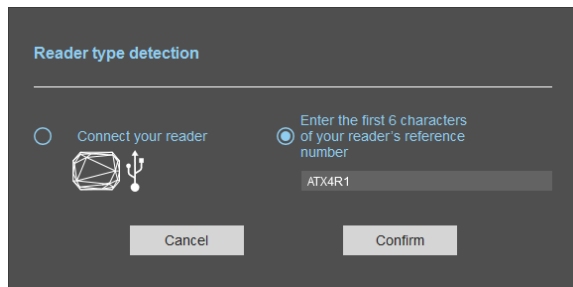 Reader type detection
Connect your reader
Enter the first 6 characters
of your reader's reference
number
ATX4R1
Cancel
Confirm